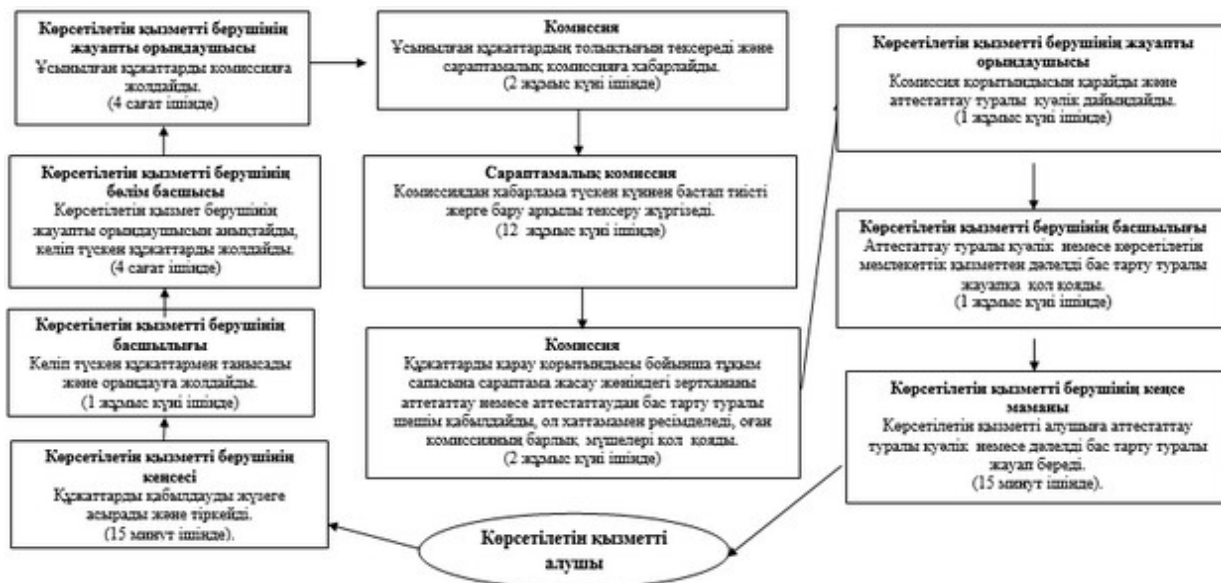 Көрсетілетін қызметті берушінің
жауапты орындаушысы
Ұсынылған құжаттарды комиссияға
жолдайды.
(4 сағат ішінде)
Комиссия
Ұсынылған құжаттардың толықтығын тексереді және
сараптамалық комиссияға хабарлайды.
(2 жұмыс күні ішінде)
Көрсетілетін қызметті берушінің жауапты
орындаушысы
Комиссия қорытындысын қарайды және
аттестаттау туралы куәлік дайындайды.
(1 жұмыс күні ішінде)
Көрсетілетін қызметті берушінің
бөлім басшысы
Көрсетілетін қызмет берушінің
жауапты орындаушысын анықтайды,
келіп түскен құжаттарды жолдайды.
(4 сағат ішінде)
Сараптамалық комиссия
Комиссиядан хабарлама түскен күннен бастап тиісті
жерге бару арқылы тексеру жүргізеді.
(12 жұмыс күні ішінде)
Көрсетілетін қызметті берушінің басшылығы
Аттестаттау туралы куәлік немесе көрсетілетін
мемлекеттік қызметтен дәлелді бас тарту туралы
жауапқа қол қояды.
(1 жұмыс күні ішінде)
Көрсетілетін қызметті берушінің
басшылығы
Келіп түскен құжаттармен танысады
және орындауға жолдайды.
(1 жұмыс күні ішінде)
Комиссия
Құжаттарды қарау қорытындысы бойынша тұқым
сапасына сараптама жасау жөніндегі зертхананы
аттетаттау немесе аттестаттаудан бас тарту туралы
шешім қабылдайды, ол хаттамамен ресімделеді, оған
комиссияның барлық мүшелері қол қояды.
(2 жұмыс күні ішінде)
Көрсетілетін қызметті берушінің кеңсе
маманы
Көрсетілетін қызметті алушыға аттестаттау
туралы куәлік немесе дәлелді бас тарту туралы
жауап береді.
(15 минут ішінде).
Көрсетілетін қызметті берушінің
кеңсесі
Құжаттарды қабылдауды жүзеге
асырады және тіркейді.
(15 минут ішінде).
Көрсетілетін қызметті
алушы